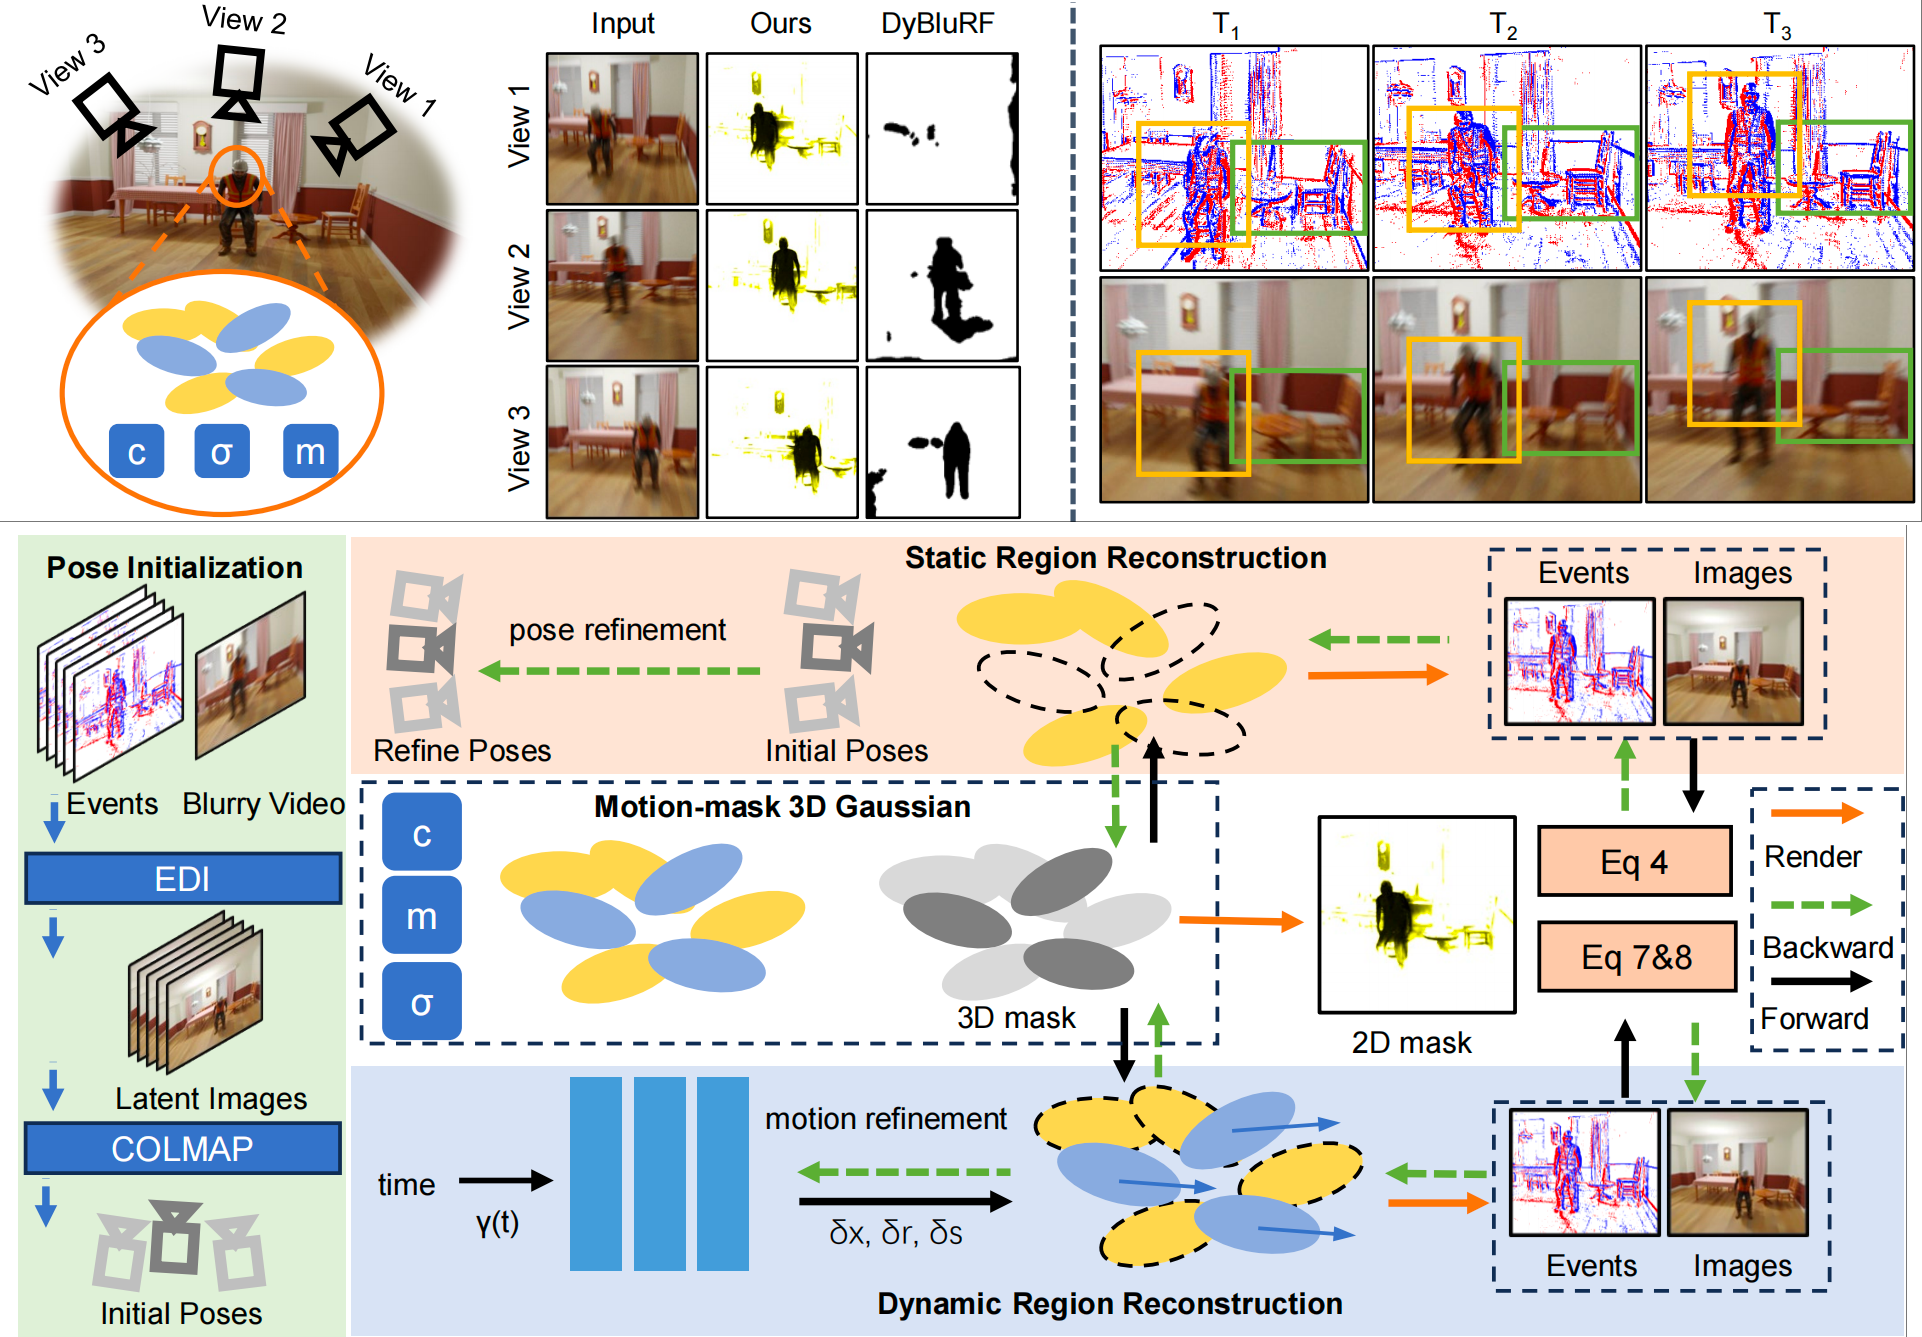 View 3
View 2
View 1
c
σ
m
Input
Ours
DyBluRF
View 1
View 2
View 3
T1
T2
T3
Pose Initialization
Events
Blurry Video
EDI
Latent Images
COLMAP
Initial Poses
Static Region Reconstruction
pose refinement
Refine Poses
Initial Poses
Events
Images
Motion-mask 3D Gaussian
c
m
σ
3D mask
2D mask
Eq 4
Eq 7&8
Render
Backward
Forward
time
γ(t)
motion refinement
δx, δr, δs
Events
Images
Dynamic Region Reconstruction